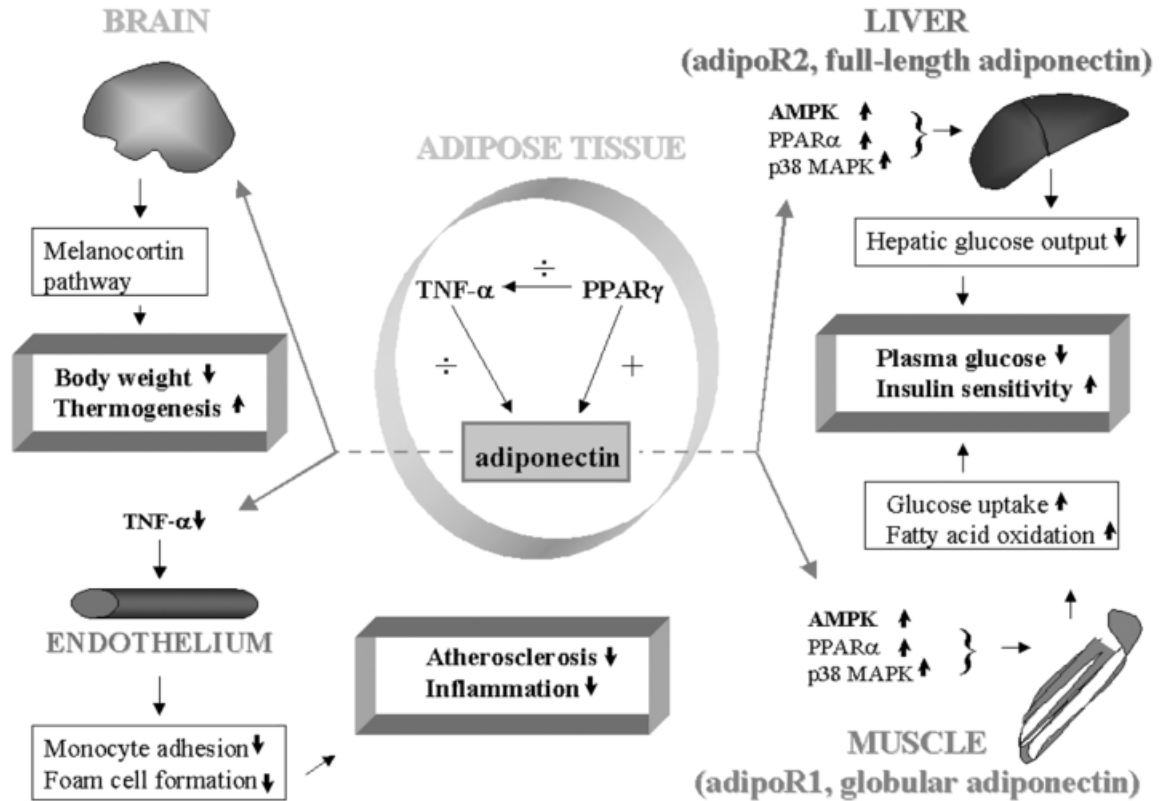 BRAIN
Melanocortin
pathway
Body weight ↓
Thermogenesis ↑
TNF-α ↓
ENDOTHELIUM
Monocyte adhesion ↓
Foam cell formation ↓
Atherosclerosis ↓
Inflammation ↓
ADIPOSE TISSUE
÷
TNF-α
PPARγ
÷
+
adiponectin
LIVER
(adipoR2, full-length adiponectin)
AMPK ↑
PPARα ↑
p38 MAPK ↑
}
Hepatic glucose output ↓
Plasma glucose ↓
Insulin sensitivity ↑
Glucose uptake ↑
Fatty acid oxidation ↑
AMPK ↑
PPARα ↑
p38 MAPK ↑
}
MUSCLE
(adipoR1, globular adiponectin)